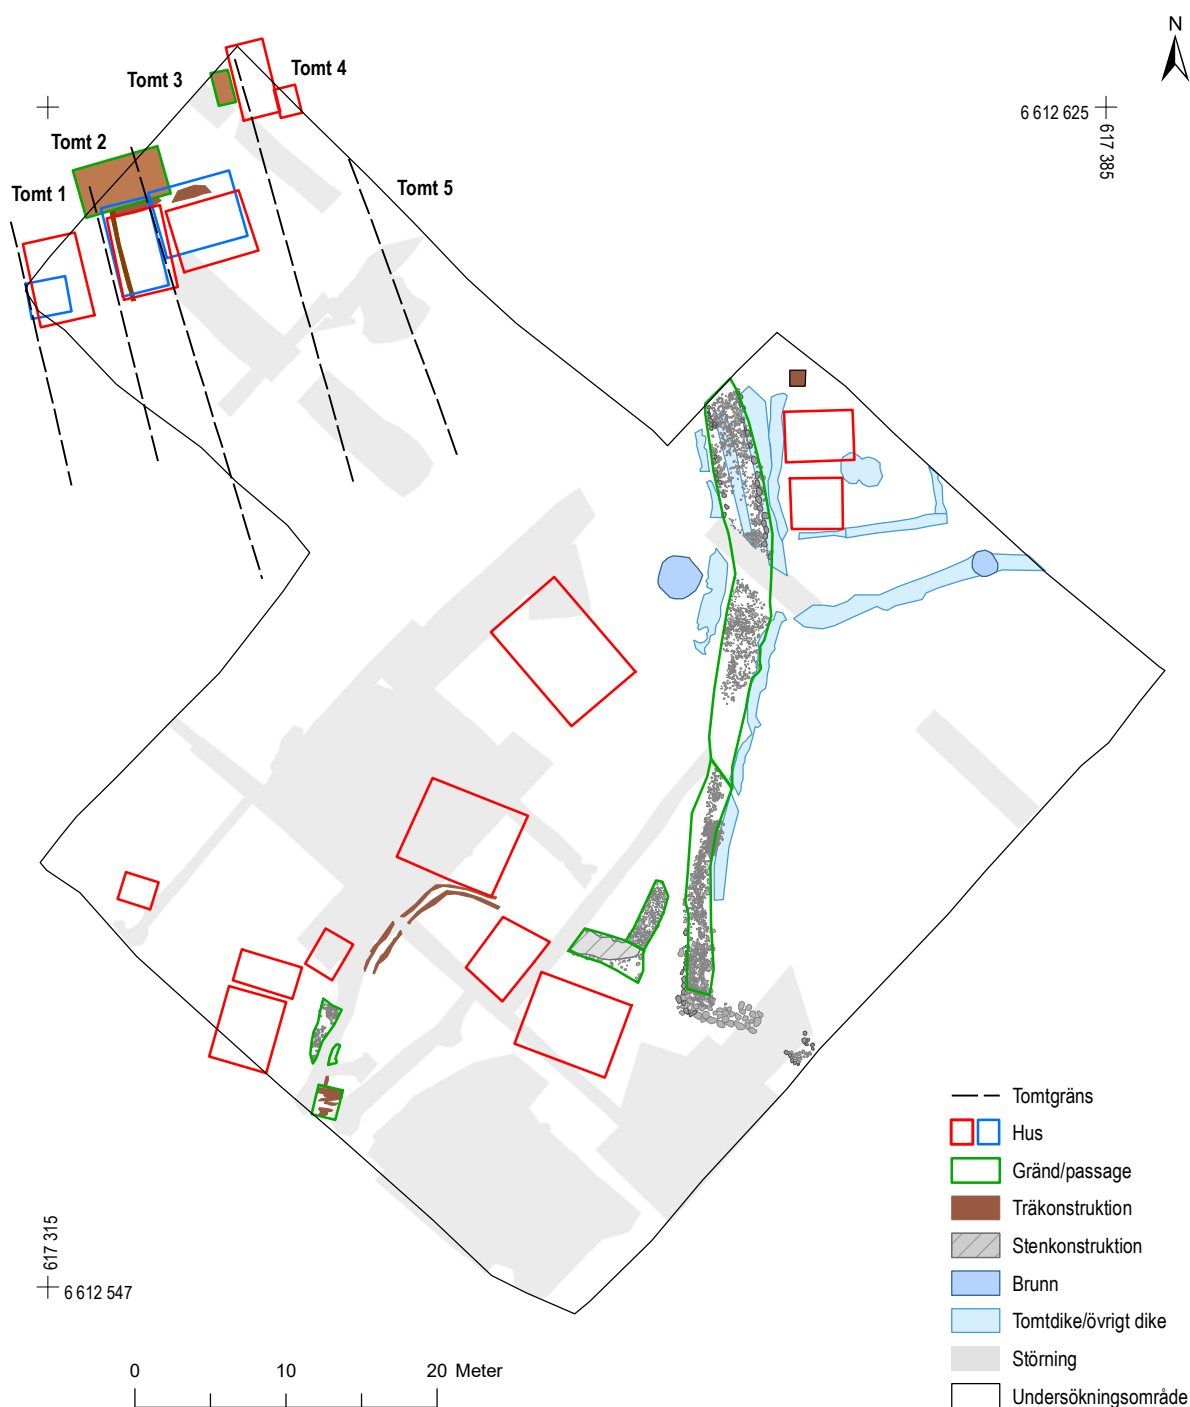 N
Tomt 3
Tomt 4
6 612 625
617 385
Tomt 2
Tomt 1
Tomt 5
Tomtgräns
Hus
Gränd/passage
Träkonstruktion
Stenkonstruktion
Brunn
Tomtdike/övrigt dike
Störning
Undersökningsområde
617 315
6 612 547
0 10 20 Meter